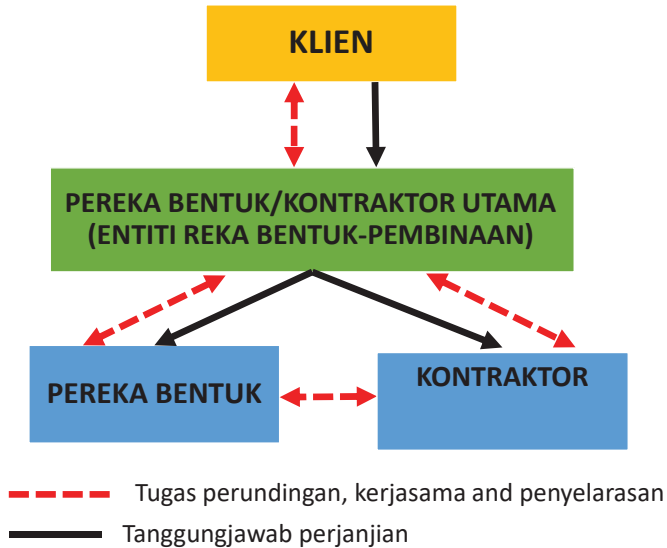 KLIEN
PEREKA BENTUK/KONTRAKTOR UTAMA
(ENTITI REKA BENTUK-PEMBINAAN)
PEREKA BENTUK
KONTRAKTOR
Tugas perundingan, kerjasama and penyelarasan
Tanggungjawab perjanjian